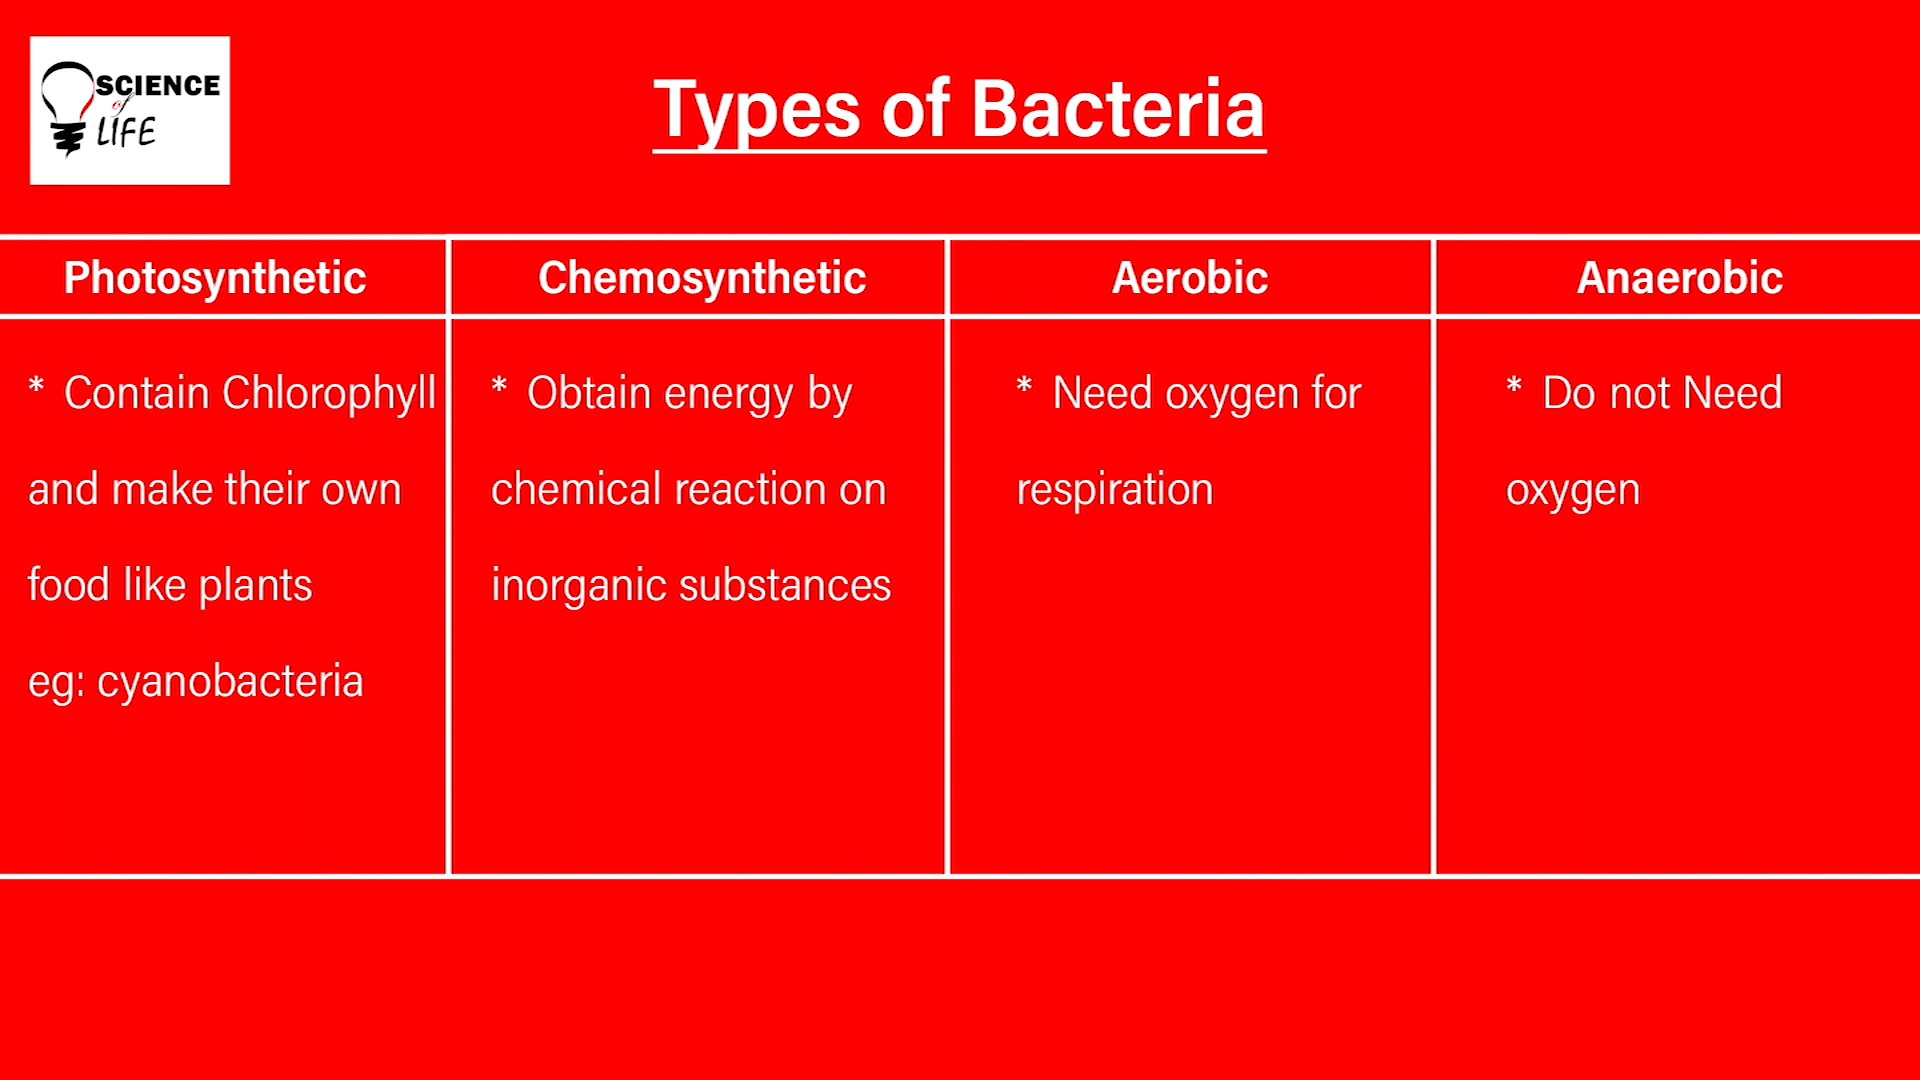 SCIENCE
of
LIFE
Types of Bacteria
Photosynthetic
* Contain Chlorophyll
and make their own
food like plants
eg: cyanobacteria
Chemosynthetic
* Obtain energy by
chemical reaction on
inorganic substances
Aerobic
* Need oxygen for
respiration
Anaerobic
* Do not Need
oxygen